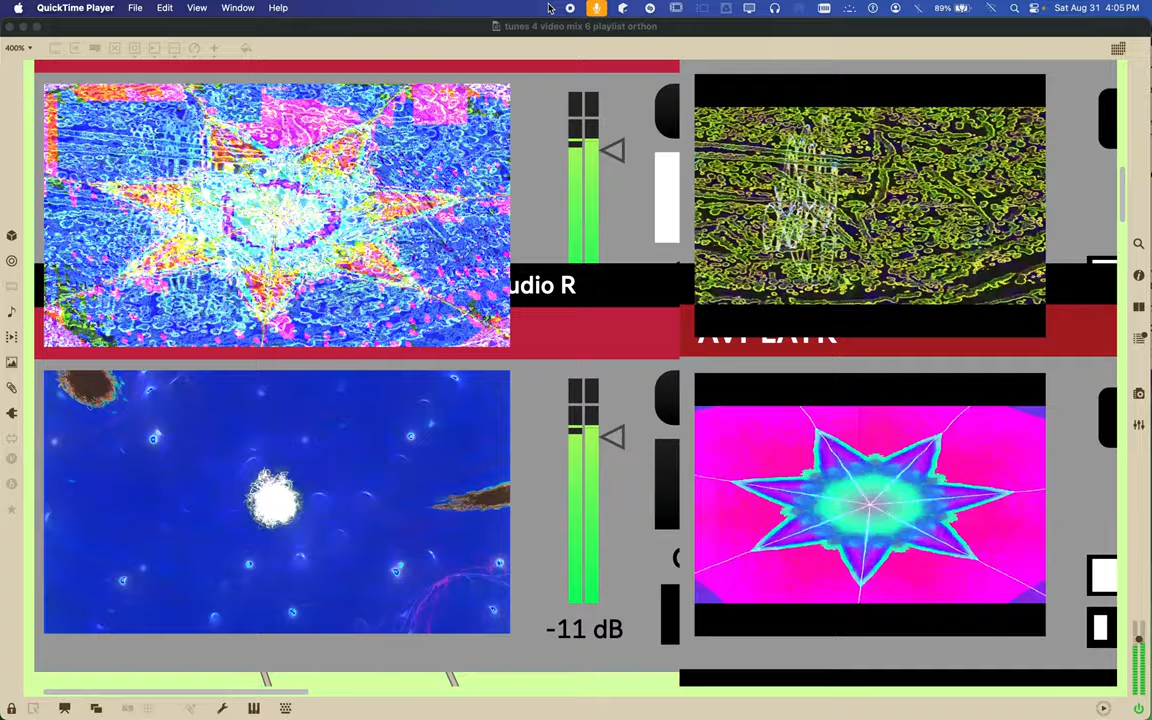 QuickTime Player File Edit View Window Help 89% Sat Aug 31 4:05 PM
tunes 4 video mix 6 playlist orthon
400%
udio R
AVPLAYR
-11 dB